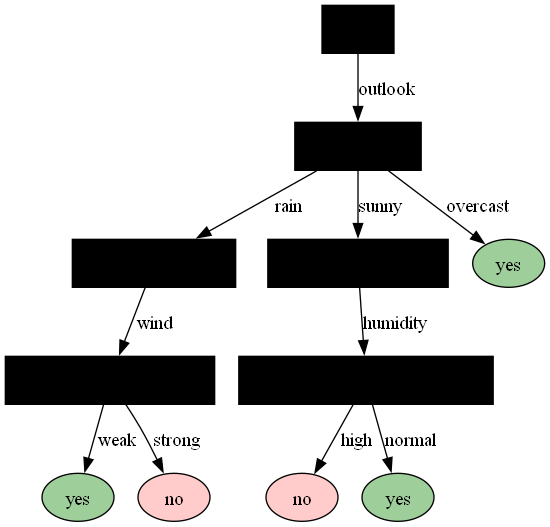 outlook
rain
sunny
overcast
yes
wind
humidity
weak
strong
high
normal
yes
no
no
yes